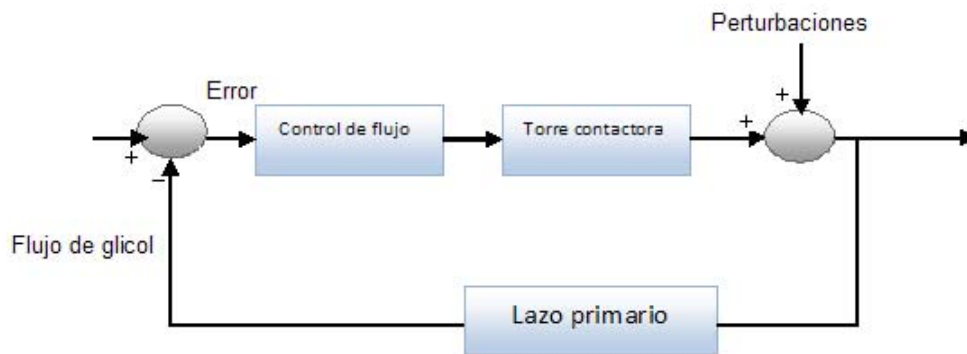 Perturbaciones
Error
+
+
Control de flujo
Torre contactora
+
−
Flujo de glicol
Lazo primario